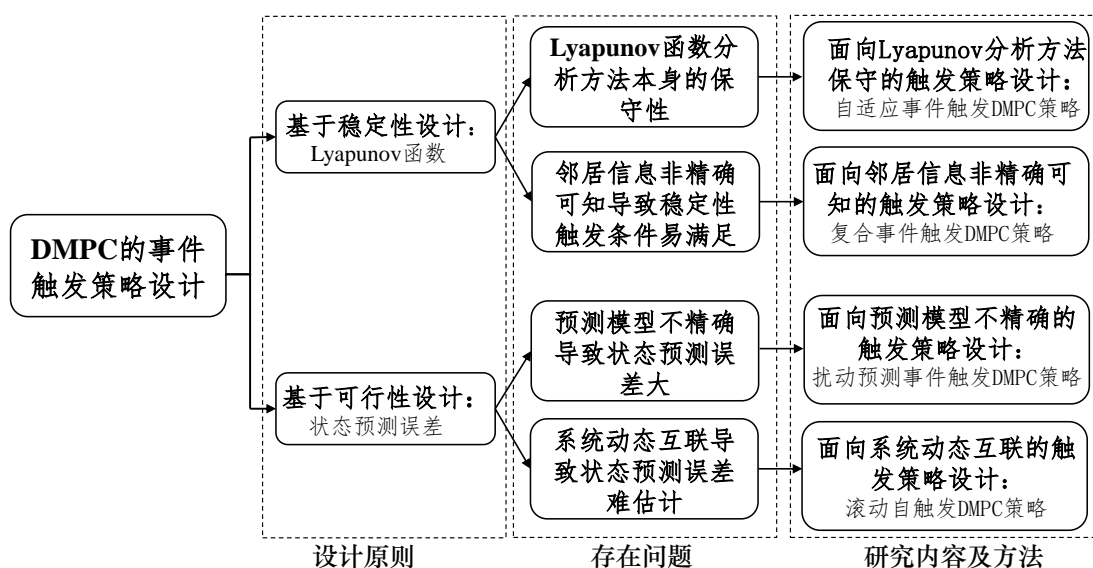 DMPC的事件
触发策略设计
基于稳定性设计：
Lyapunov函数
基于可行性设计：
状态预测误差
设计原则
Lyapunov函数分
析方法本身的保
守性
邻居信息非精确
可知导致稳定性
触发条件易满足
预测模型不精确
导致状态预测误
差大
系统动态互联导
致状态预测误差
难估计
存在问题
面向Lyapunov分析方法
保守的触发策略设计：
自适应事件触发DMPC策略
面向邻居信息非精确可
知的触发策略设计：
复合事件触发DMPC策略
面向预测模型不精确的
触发策略设计：
扰动预测事件触发DMPC策略
面向系统动态互联的触
发策略设计：
滚动自触发DMPC策略
研究内容及方法